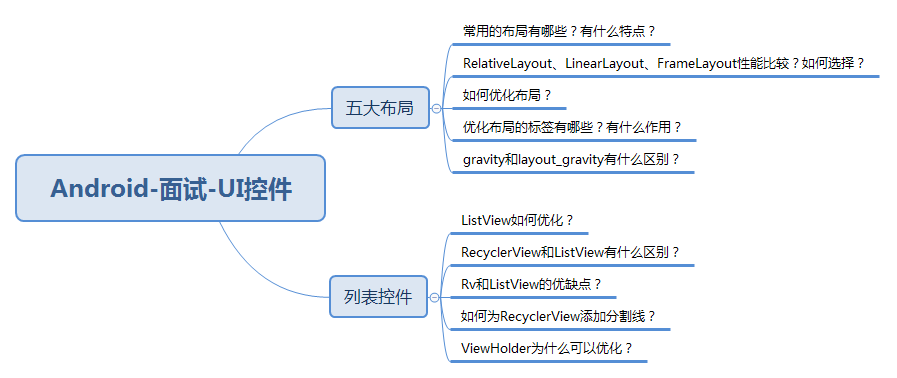 Android-面试-UI控件
五大布局
常用的布局有哪些？有什么特点？
RelativeLayout、LinearLayout、FrameLayout性能比较？如何选择？
如何优化布局？
优化布局的标签有哪些？有什么作用？
gravity和layout_gravity有什么区别？
列表控件
ListView如何优化？
RecyclerView和ListView有什么区别？
Rv和ListView的优缺点？
如何为RecyclerView添加分割线？
ViewHolder为什么可以优化？